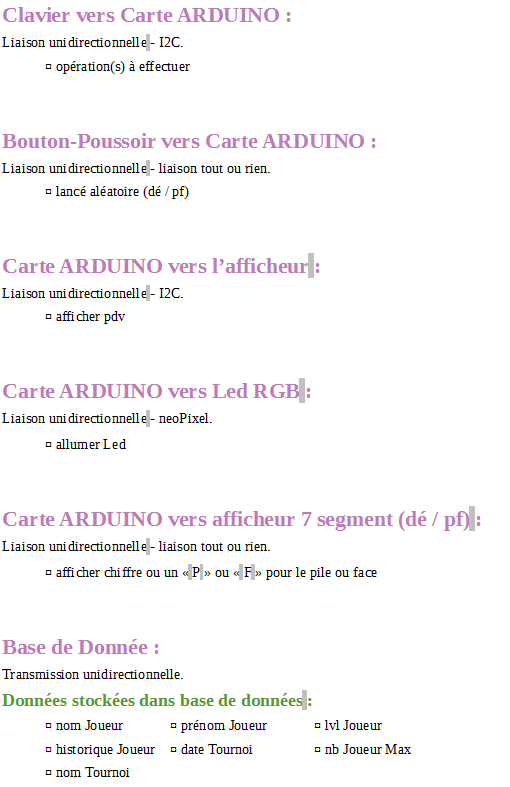 Clavier vers Carte ARDUINO :
Liaison unidirectionnelle - I2C.
¤ opération(s) à effectuer
Bouton-Poussoir vers Carte ARDUINO :
Liaison unidirectionnelle - liaison tout ou rien.
¤ lancé aléatoire (dé / pf)
Carte ARDUINO vers l’afficheur :
Liaison unidirectionnelle - I2C.
¤ afficher pdv
Carte ARDUINO vers Led RGB :
Liaison unidirectionnelle - neoPixel.
¤ allumer Led
Carte ARDUINO vers afficheur 7 segment (dé / pf) :
Liaison unidirectionnelle - liaison tout ou rien.
¤ afficher chiffre ou un « P » ou « F » pour le pile ou face
Base de Donnée :
Transmission unidirectionnelle.
Données stockées dans base de données :
¤ nom Joueur ¤ prénom Joueur ¤ lvl Joueur
¤ historique Joueur ¤ date Tournoi ¤ nb Joueur Max
¤ nom Tournoi